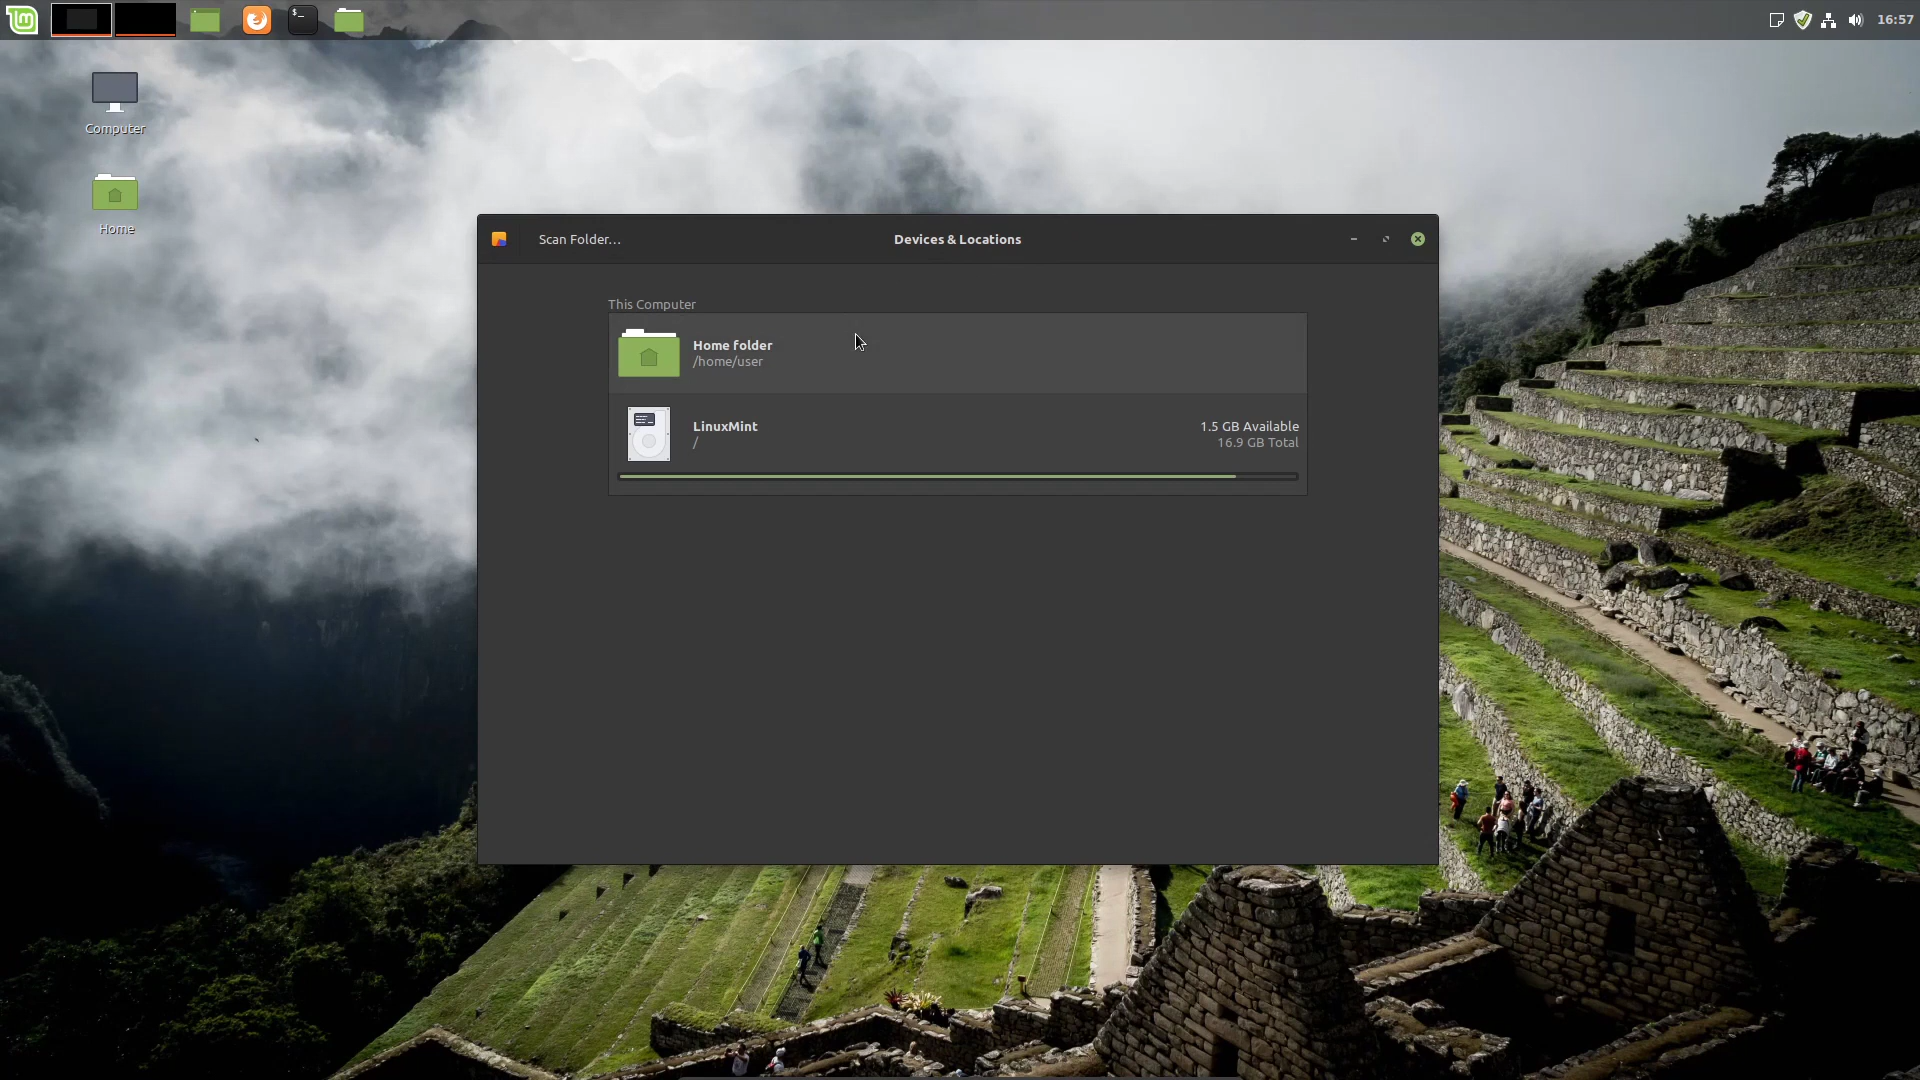 16:57
Computer
Home
Scan Folder...
Devices & Locations
This Computer
Home folder
/home/user
LinuxMint
/
1.5 GB Available
16.9 GB Total